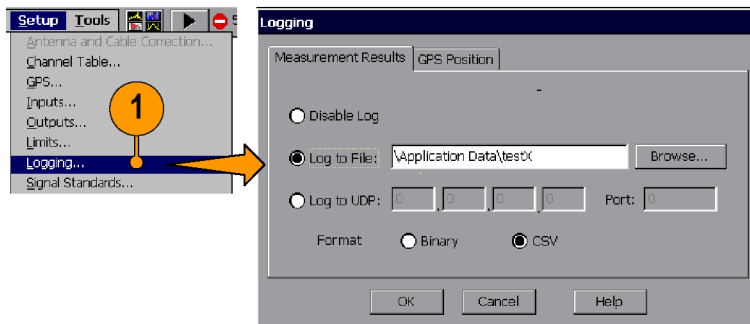 Setup Tools
Antenna and Cable Correction...
Channel Table...
GPS...
Inputs...
Outputs...
Limits...
Logging...
Signal Standards...
1
Logging
Measurement Results GPS Position
-
Disable Log
Log to File: \Application Data\testX Browse...
Log to UDP: 0 . 0 . 0 . 0 Port: 0
Format Binary CSV
OK Cancel Help